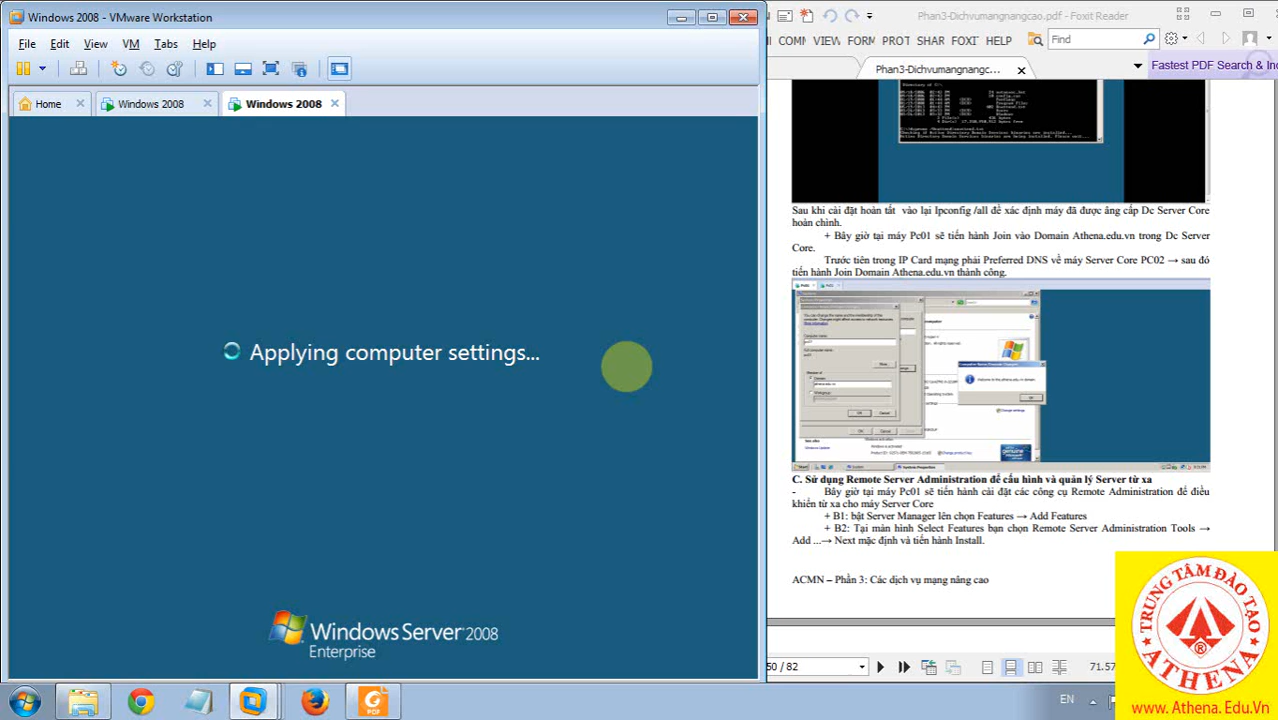 Windows 2008 - VMware Workstation
File Edit View VM Tabs Help
Home
Windows 2008
Windows
Applying computer settings...
Windows Server 2008
Enterprise
Phan3-Dichvumangnangcao.pdf - Foxit Reader
COMM VIEW FORM PROT SHAR FOXI HELP
Find
Phan3-Dichvumangnangc...
Fastest PDF Search & In
Sau khi cài đặt hoàn tất vào lại Ipconfig /all để xác định máy đã được âng cấp Dc Server Core
hoàn chỉnh.
+ Bây giờ tại máy Pc01 sẽ tiến hành Join vào Domain Athena.edu.vn trong Dc Server
Core.
Trước tiên trong IP Card mạng phải Preferred DNS về máy Server Core PC02 → sau đó
tiến hành Join Domain Athena.edu.vn thành công.
C. Sử dụng Remote Server Administration để cấu hình và quản lý Server từ xa
- Bây giờ tại máy Pc01 sẽ tiến hành cài đặt các công cụ Remote Administration để điều
khiển từ xa cho máy Server Core
+ B1: bật Server Manager lên chọn Features → Add Features
+ B2: Tại màn hình Select Features bạn chọn Remote Server Administration Tools →
Add ...→ Next mặc định và tiến hành Install.
ACMN – Phần 3: Các dịch vụ mạng nâng cao
50 / 82
71.57
EN
TRUNG TÂM ĐÀO TẠO
®
ATHENA
www.Athena.Edu.Vn